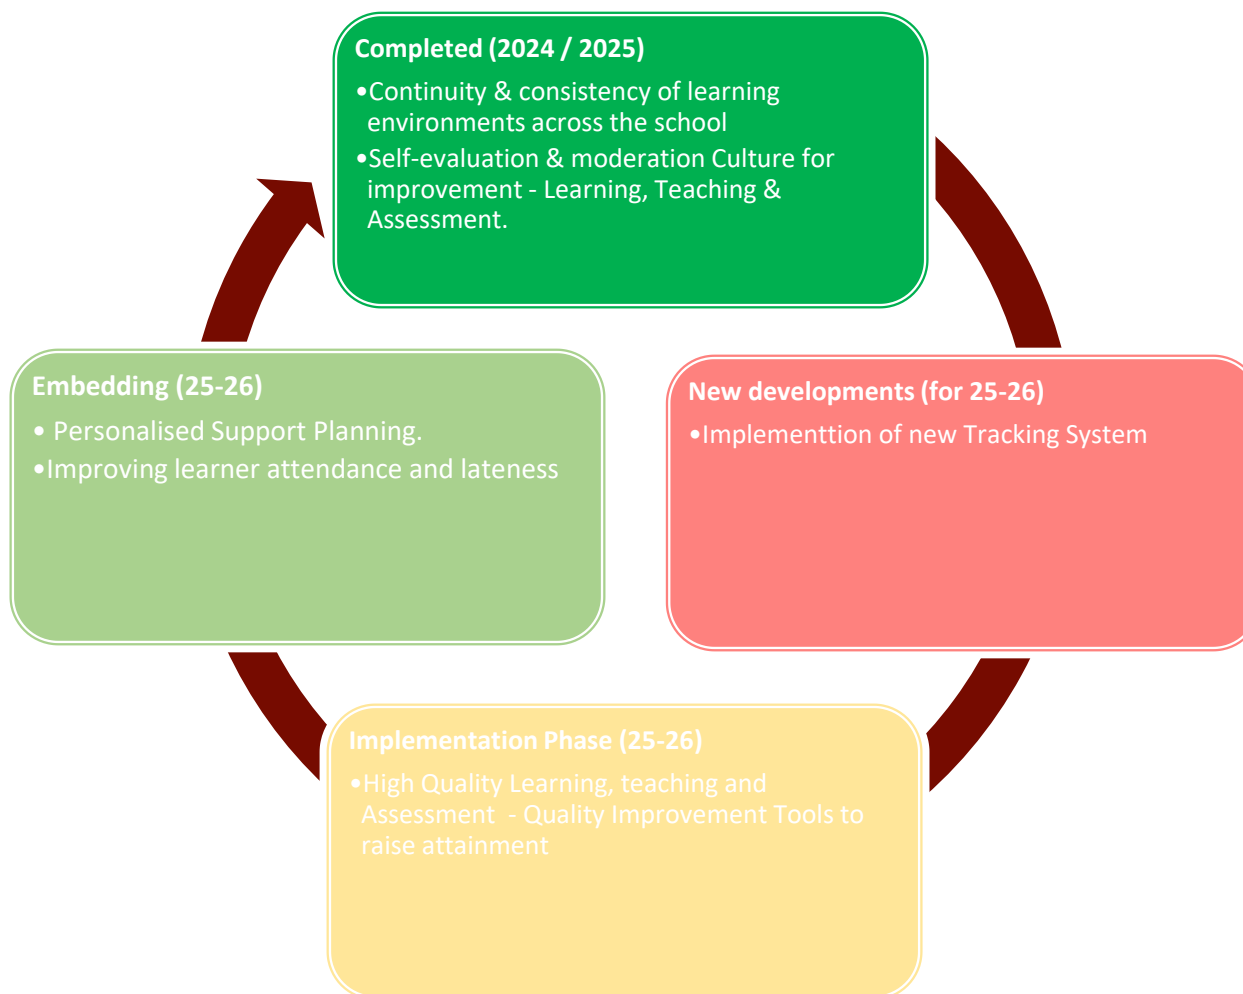 Completed (2024 / 2025)
•Continuity & consistency of learning
environments across the school
•Self-evaluation & moderation Culture for
improvement - Learning, Teaching &
Assessment.
Embedding (25-26)
• Personalised Support Planning.
•Improving learner attendance and lateness
New developments (for 25-26)
•Implementtion of new Tracking System
Implementation Phase (25-26)
•High Quality Learning, teaching and
Assessment  - Quality Improvement Tools to
raise attainment